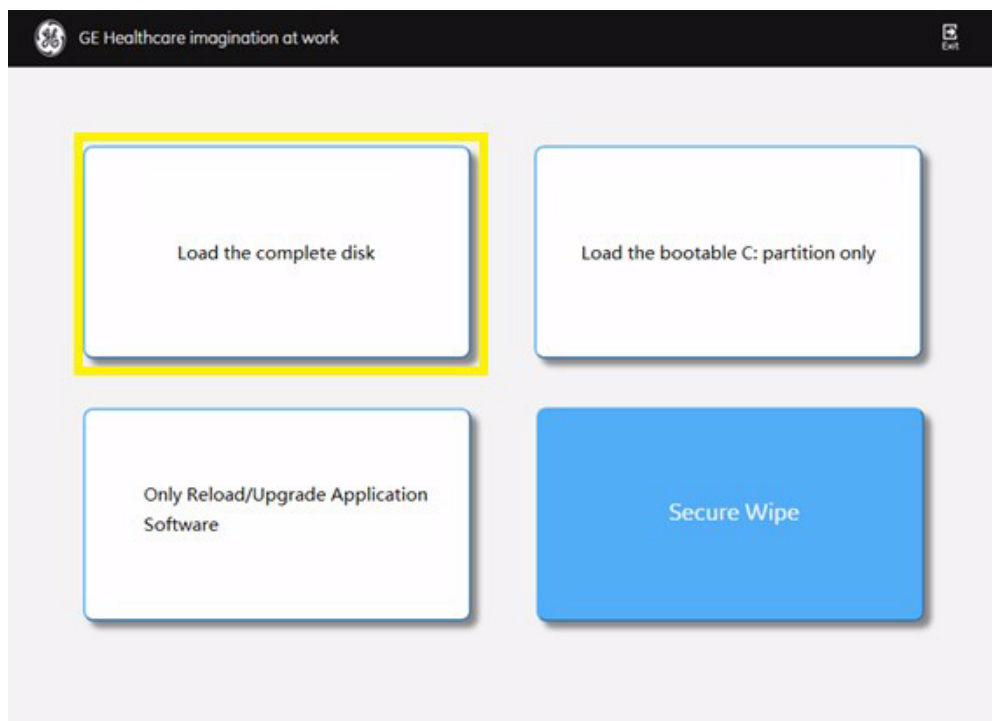 GE Healthcare imagination at work
Exit
Load the complete disk
Load the bootable C: partition only
Only Reload/Upgrade Application
Software
Secure Wipe